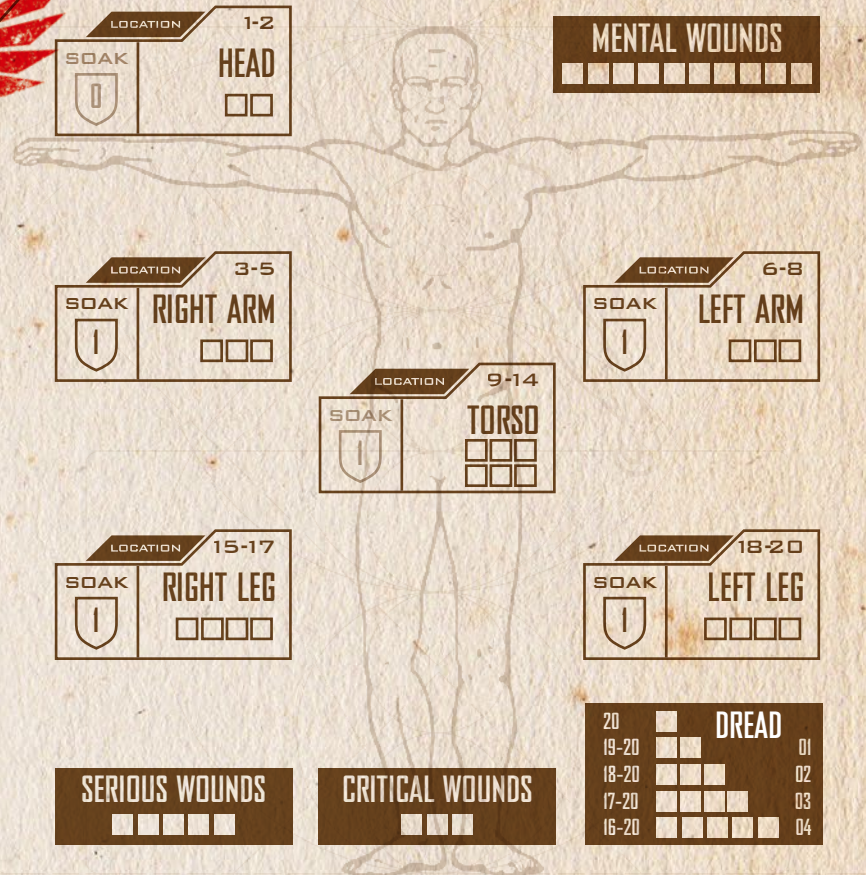 LOCATION 1-2
SOAK HEAD
0
MENTAL WOUNDS
LOCATION 3-5
SOAK RIGHT ARM
1
LOCATION 6-8
SOAK LEFT ARM
1
LOCATION 9-14
SOAK TORSO
1
LOCATION 15-17
SOAK RIGHT LEG
1
LOCATION 18-20
SOAK LEFT LEG
1
SERIOUS WOUNDS
CRITICAL WOUNDS
20 DREAD
19-20 01
18-20 02
17-20 03
16-20 04